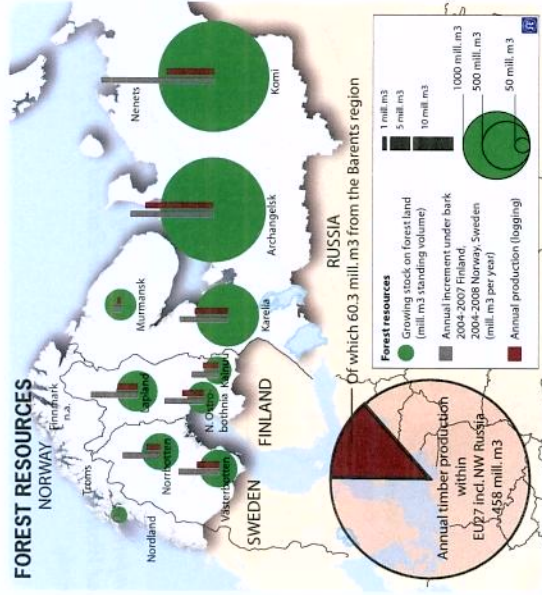 FOREST RESOURCES
NORWAY
Finnmark
n.a.
Troms
Nordland
Murmansk
Lapland
Norrbotten
Västerbotten
N. Ostro-
bothnia
Kainuu
Karelia
Archangelsk
Nenets
Komi
SWEDEN
FINLAND
RUSSIA
Of which 60.3 mill. m3 from the Barents region
Annual timber production
within
EU27 incl. NW Russia
~458 mill. m3
Forest resources
Growing stock on forest land
(mill. m3 standing volume)
Annual increment under bark
2004-2007 Finland,
2004-2008 Norway, Sweden
(mill. m3 per year)
Annual production (logging)
1 mill. m3
5 mill. m3
10 mill. m3
1000 mill. m3
500 mill. m3
50 mill. m3